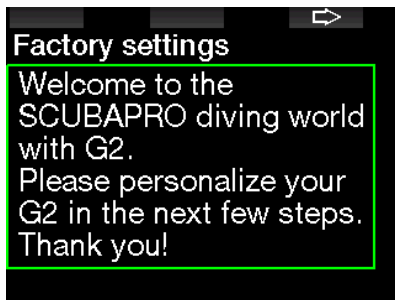 Factory settings
Welcome to the
SCUBAPRO diving world
with G2.
Please personalize your
G2 in the next few steps.
Thank you!